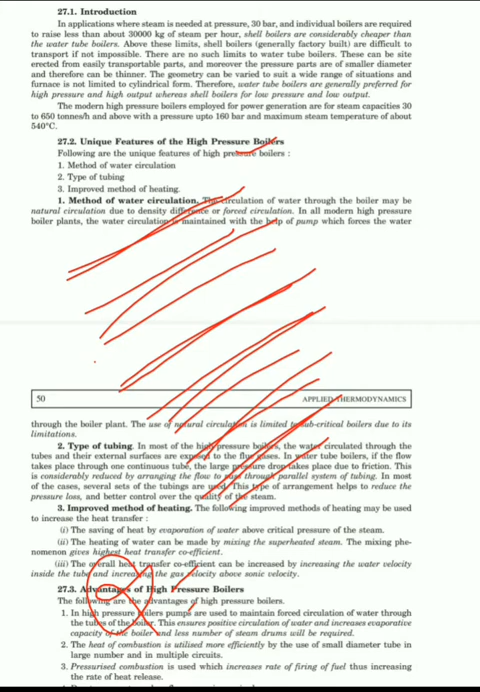 27.1. Introduction
In applications where steam is needed at pressure, 30 bar, and individual boilers are required
to raise less than about 30000 kg of steam per hour, shell boilers are considerably cheaper than
the water tube boilers. Above these limits, shell boilers (generally factory built) are difficult to
transport if not impossible. There are no such limits to water tube boilers. These can be site
erected from easily transportable parts, and moreover the pressure parts are of smaller diameter
and therefore can be thinner. The geometry can be varied to suit a wide range of situations and
furnace is not limited to cylindrical form. Therefore, water tube boilers are generally preferred for
high pressure and high output whereas shell boilers for low pressure and low output.
The modern high pressure boilers employed for power generation are for steam capacities 30
to 650 tonnes/h and above with a pressure upto 160 bar and maximum steam temperature of about
540°C.
27.2. Unique Features of the High Pressure Boilers
Following are the unique features of high pressure boilers :
1. Method of water circulation
2. Type of tubing
3. Improved method of heating.
1. Method of water circulation. The circulation of water through the boiler may be
natural circulation due to density difference or forced circulation. In all modern high pressure
boiler plants, the water circulation is maintained with the help of pump which forces the water
50 APPLIED THERMODYNAMICS
through the boiler plant. The use of natural circulation is limited to sub-critical boilers due to its
limitations.
2. Type of tubing. In most of the high pressure boilers, the water circulated through the
tubes and their external surfaces are exposed to the flue gases. In water tube boilers, if the flow
takes place through one continuous tube, the large pressure drop takes place due to friction. This
is considerably reduced by arranging the flow to pass through parallel system of tubing. In most
of the cases, several sets of the tubings are used. This type of arrangement helps to reduce the
pressure loss, and better control over the quality of the steam.
3. Improved method of heating. The following improved methods of heating may be used
to increase the heat transfer :
(i) The saving of heat by evaporation of water above critical pressure of the steam.
(ii) The heating of water can be made by mixing the superheated steam. The mixing phe-
nomenon gives highest heat transfer co-efficient.
(iii) The overall heat transfer co-efficient can be increased by increasing the water velocity
inside the tube and increasing the gas velocity above sonic velocity.
27.3. Advantages of High Pressure Boilers
The following are the advantages of high pressure boilers.
1. In high pressure boilers pumps are used to maintain forced circulation of water through
the tubes of the boiler. This ensures positive circulation of water and increases evaporative
capacity of the boiler and less number of steam drums will be required.
2. The heat of combustion is utilised more efficiently by the use of small diameter tube in
large number and in multiple circuits.
3. Pressurised combustion is used which increases rate of firing of fuel thus increasing
the rate of heat release.